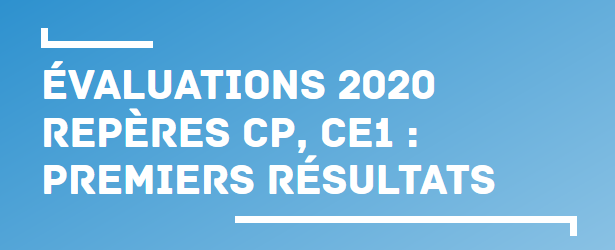 ÉVALUATIONS 2020
REPÈRES CP, CE1 :
PREMIERS RÉSULTATS